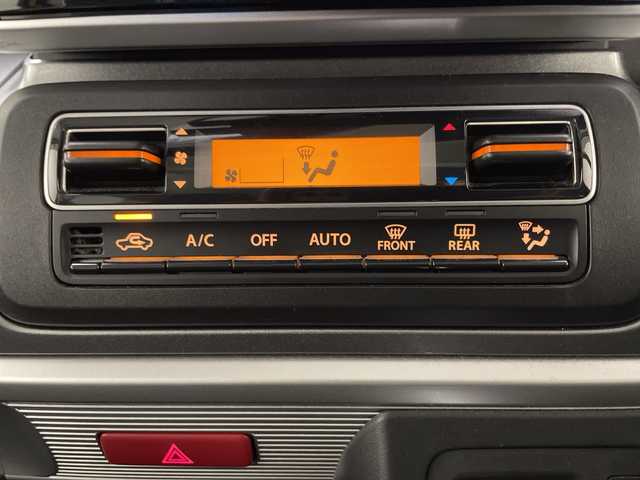 A/C OFF AUTO FRONT REAR